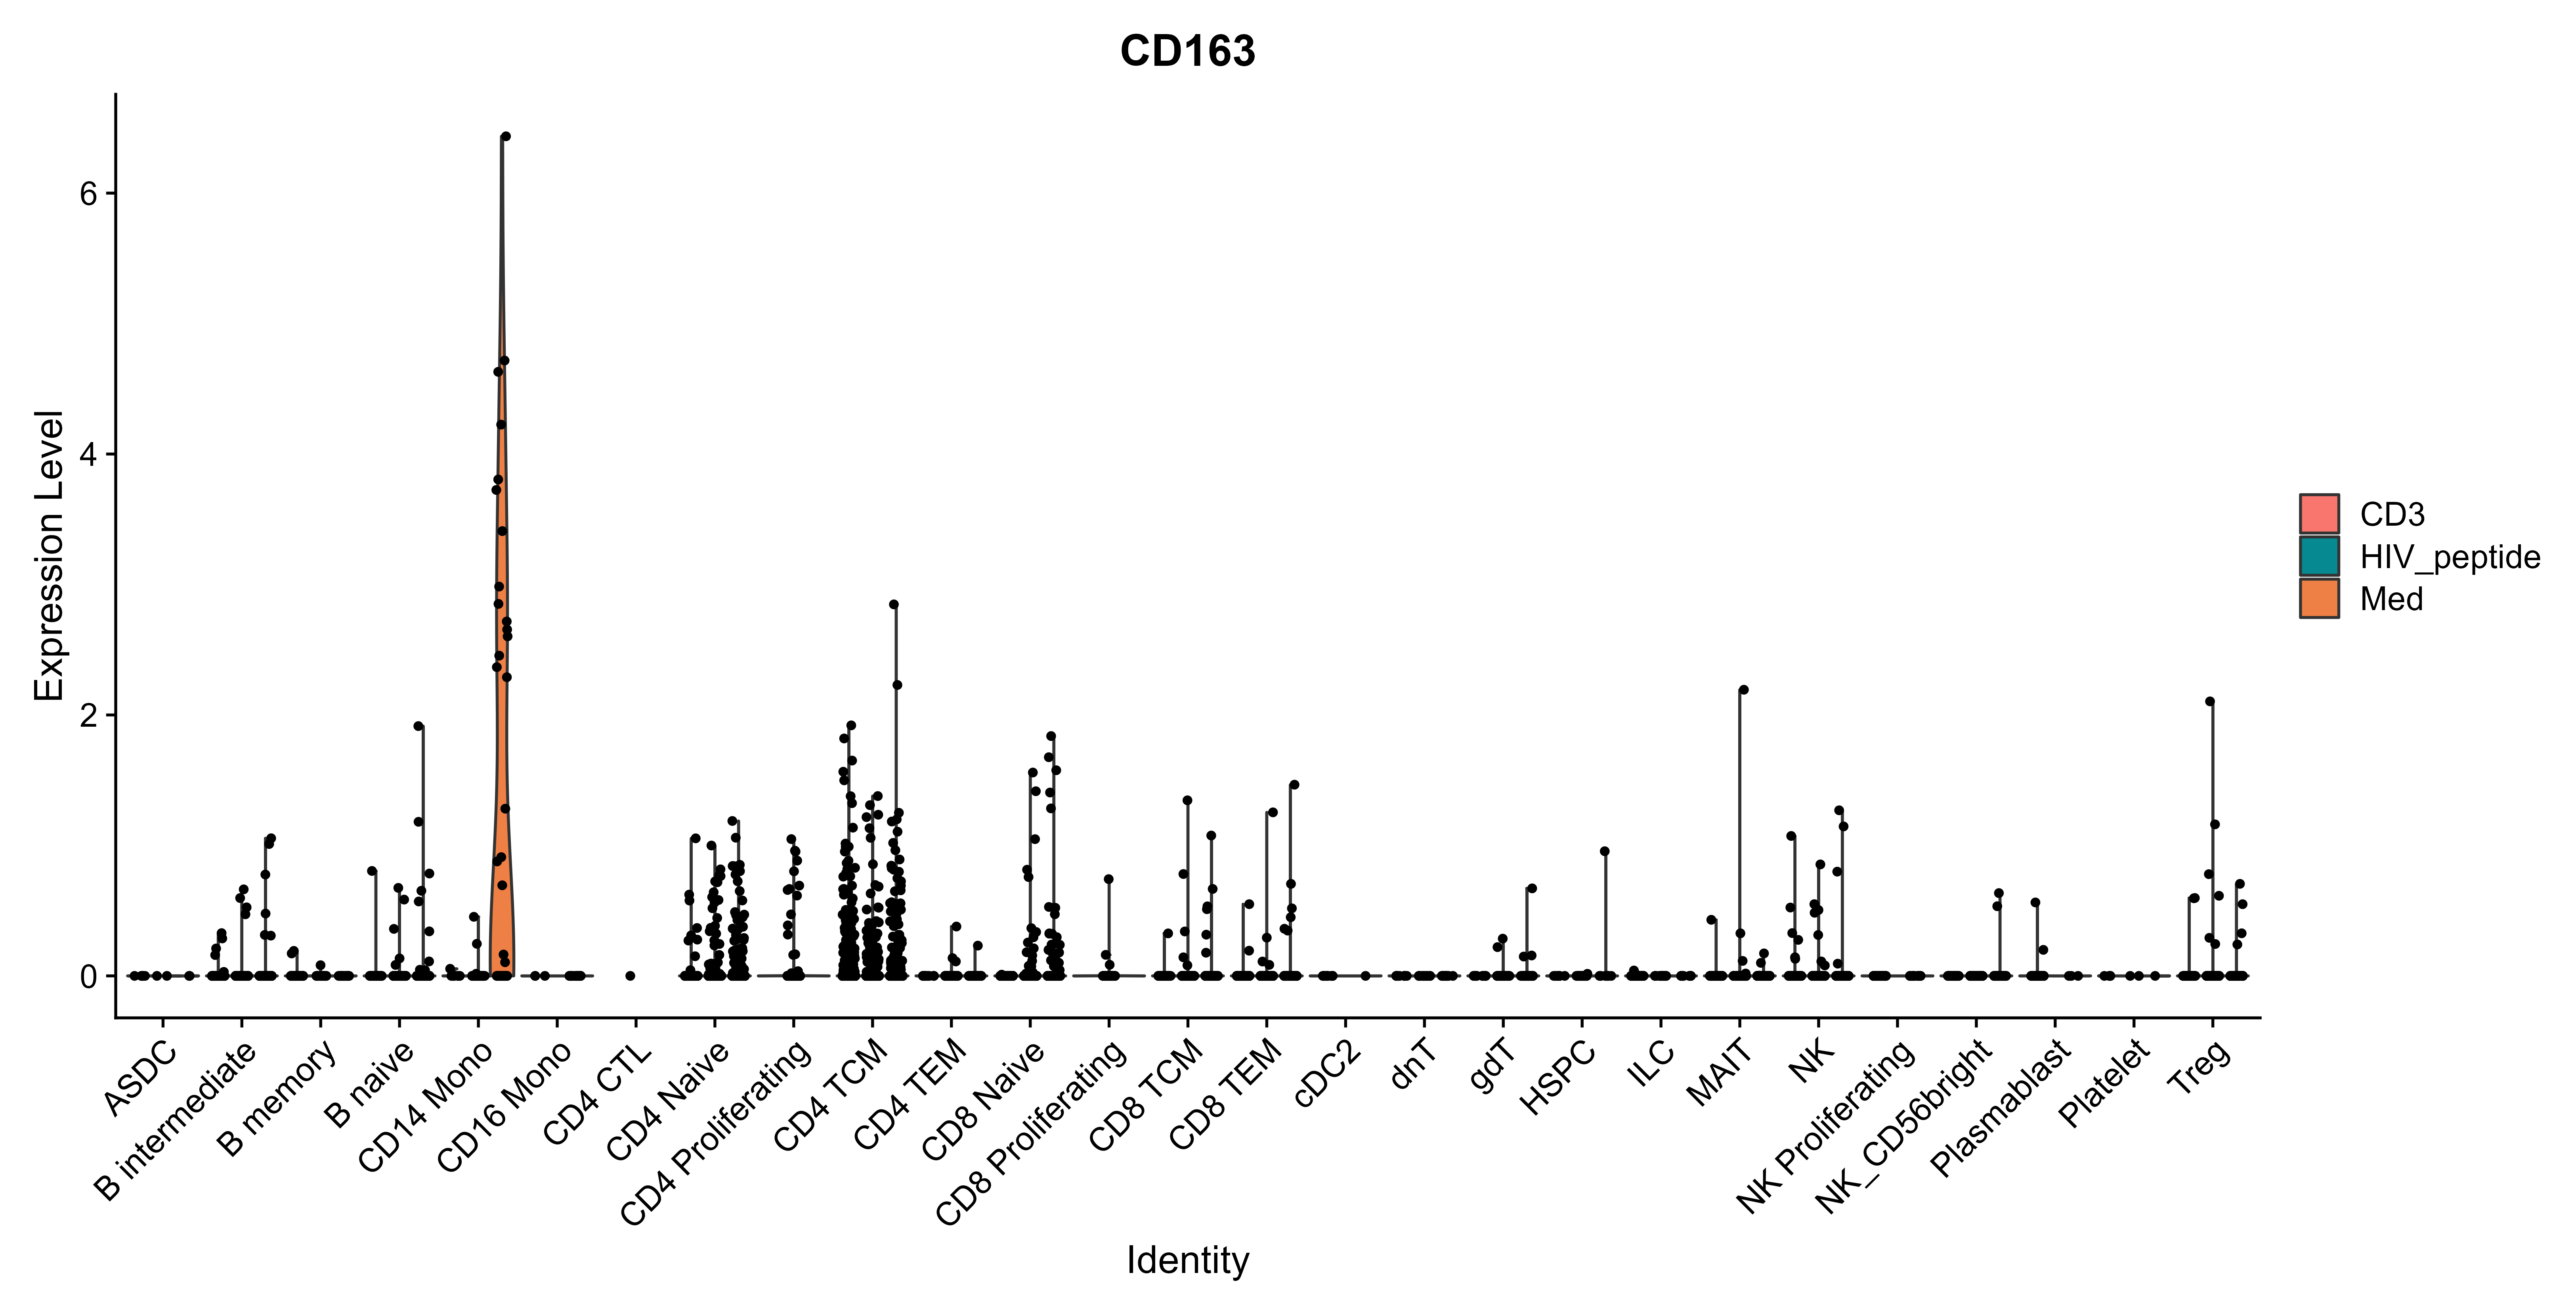 CD163
Expression Level
6
4
2
0
ASDC
B intermediate
B memory
B naive
CD14 Mono
CD16 Mono
CD4 CTL
CD4 Naive
CD4 Proliferating
CD4 TCM
CD4 TEM
CD8 Naive
CD8 Proliferating
CD8 TCM
CD8 TEM
cDC2
dnT
gdT
HSPC
ILC
MAIT
NK
NK Proliferating
NK_CD56bright
Plasmablast
Platelet
Treg
Identity
CD3
HIV_peptide
Med